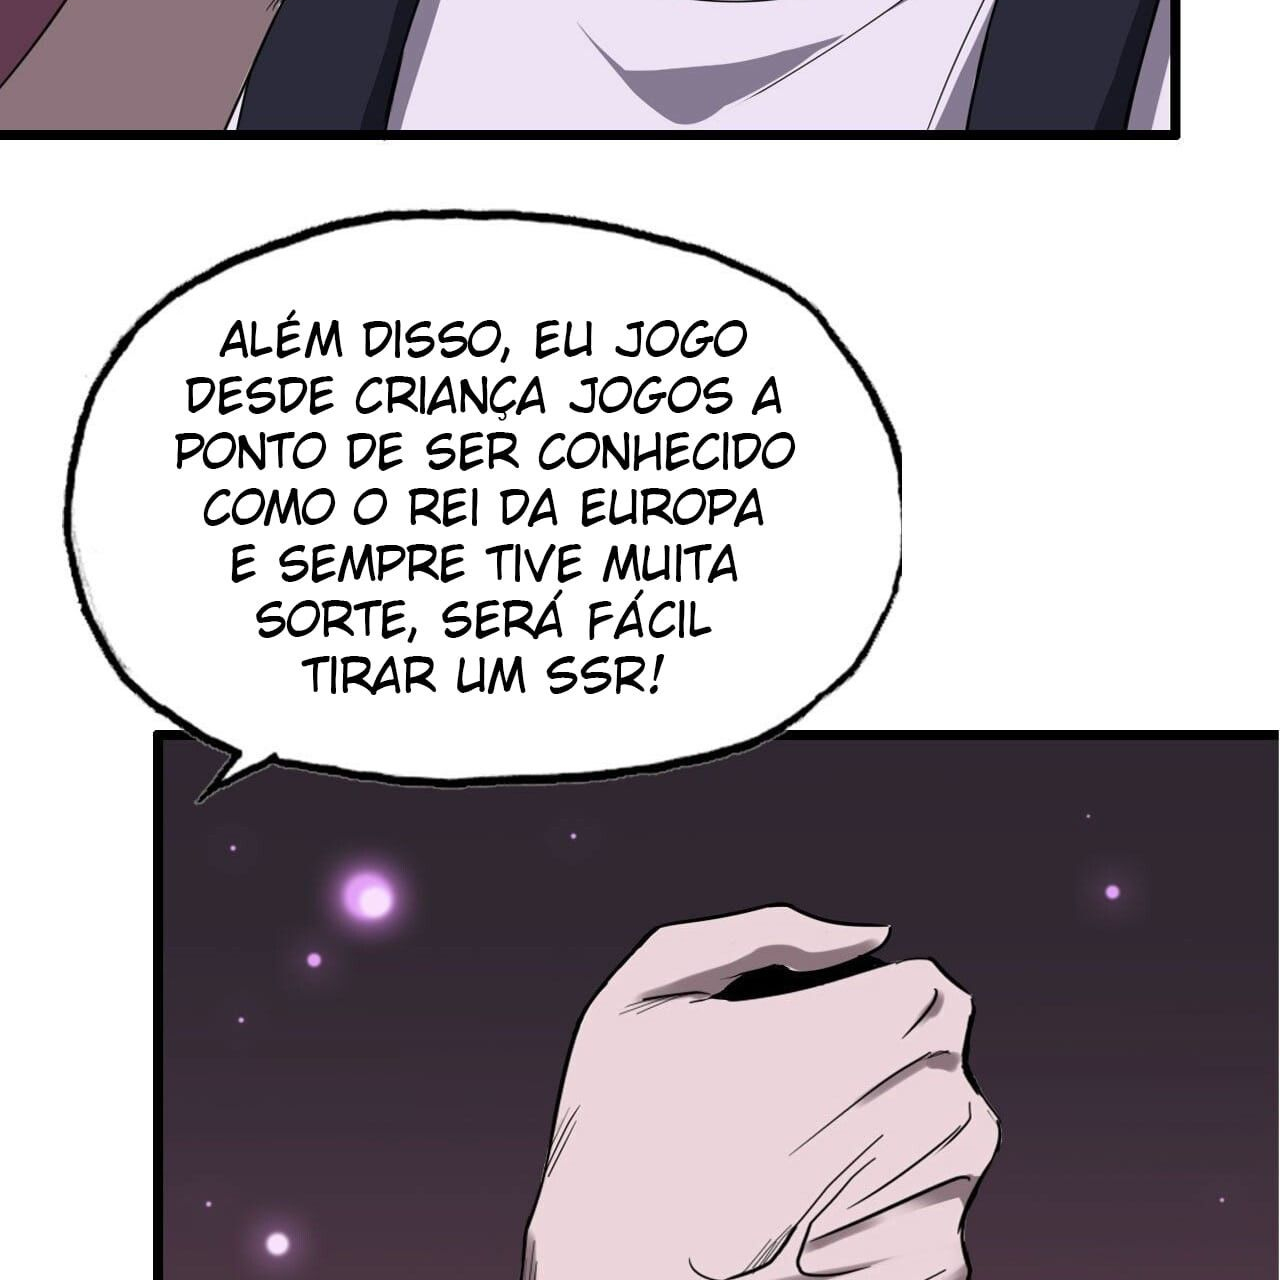 ALÉM DISSO, EU JOGO
DESDE CRIANÇA JOGOS A
PONTO DE SER CONHECIDO
COMO O REI DA EUROPA
E SEMPRE TIVE MUITA
SORTE, SERÁ FÁCIL
TIRAR UM SSR!